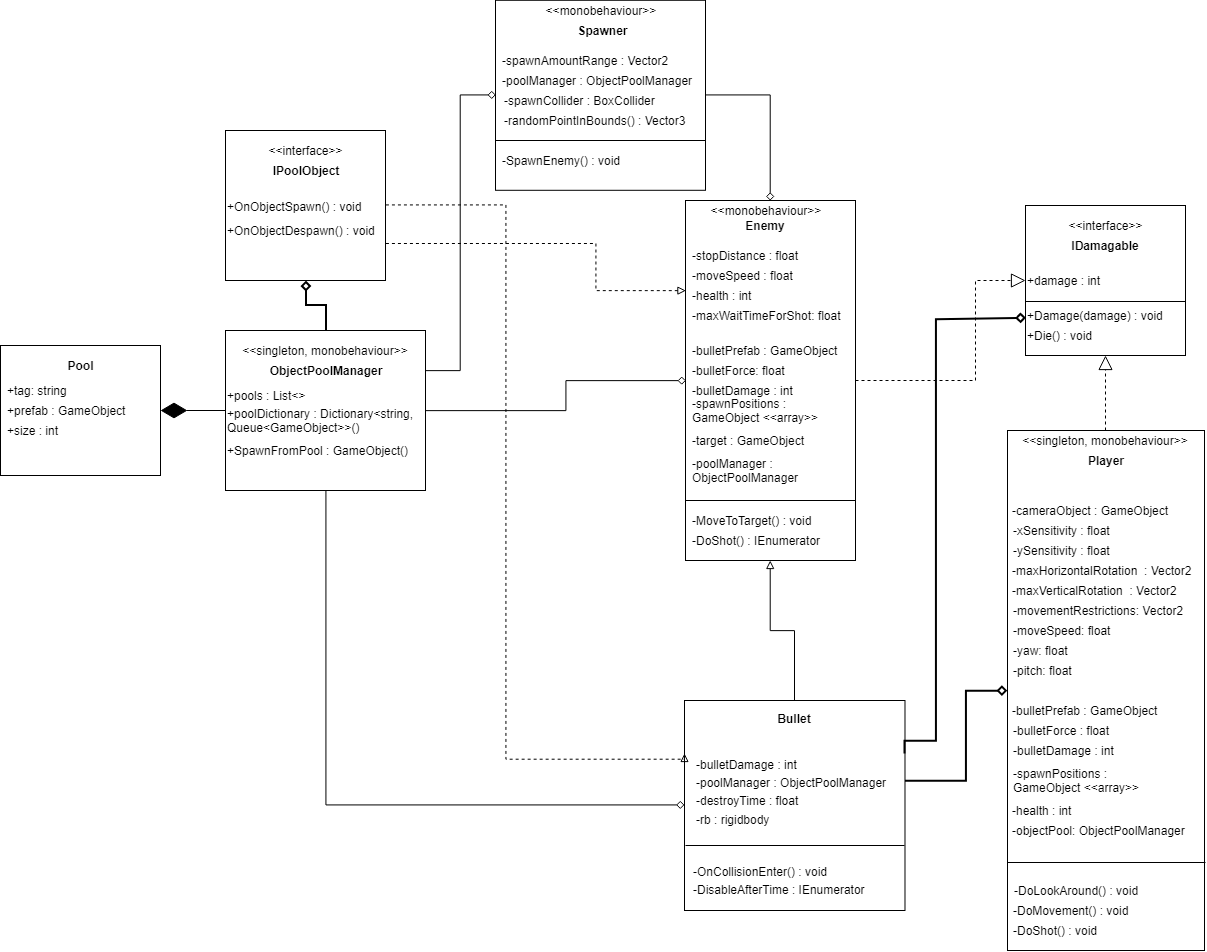 <<monobehaviour>>
Spawner
-spawnAmountRange : Vector2
-poolManager : ObjectPoolManager
-spawnCollider : BoxCollider
-randomPointInBounds() : Vector3
-SpawnEnemy() : void
<<interface>>
IPoolObject
+OnObjectSpawn() : void
+OnObjectDespawn() : void
<<monobehaviour>>
Enemy
-stopDistance : float
-moveSpeed : float
-health : int
-maxWaitTimeForShot: float
-bulletPrefab : GameObject
-bulletForce: float
-bulletDamage : int
-spawnPositions :
GameObject <<array>>
-target : GameObject
-poolManager :
ObjectPoolManager
-MoveToTarget() : void
-DoShot() : IEnumerator
<<interface>>
IDamagable
+damage : int
+Damage(damage) : void
+Die() : void
Pool
+tag: string
+prefab : GameObject
+size : int
<<singleton, monobehaviour>>
ObjectPoolManager
+pools : List<>
+poolDictionary : Dictionary<string,
Queue<GameObject>>()
+SpawnFromPool : GameObject()
<<singleton, monobehaviour>>
Player
-cameraObject : GameObject
-xSensitivity : float
-ySensitivity : float
-maxHorizontalRotation : Vector2
-maxVerticalRotation : Vector2
-movementRestrictions: Vector2
-moveSpeed: float
-yaw: float
-pitch: float
-bulletPrefab : GameObject
-bulletForce : float
-bulletDamage : int
-spawnPositions :
GameObject <<array>>
-health : int
-objectPool: ObjectPoolManager
-DoLookAround() : void
-DoMovement() : void
-DoShot() : void
Bullet
-bulletDamage : int
-poolManager : ObjectPoolManager
-destroyTime : float
-rb : rigidbody
-OnCollisionEnter() : void
-DisableAfterTime : IEnumerator